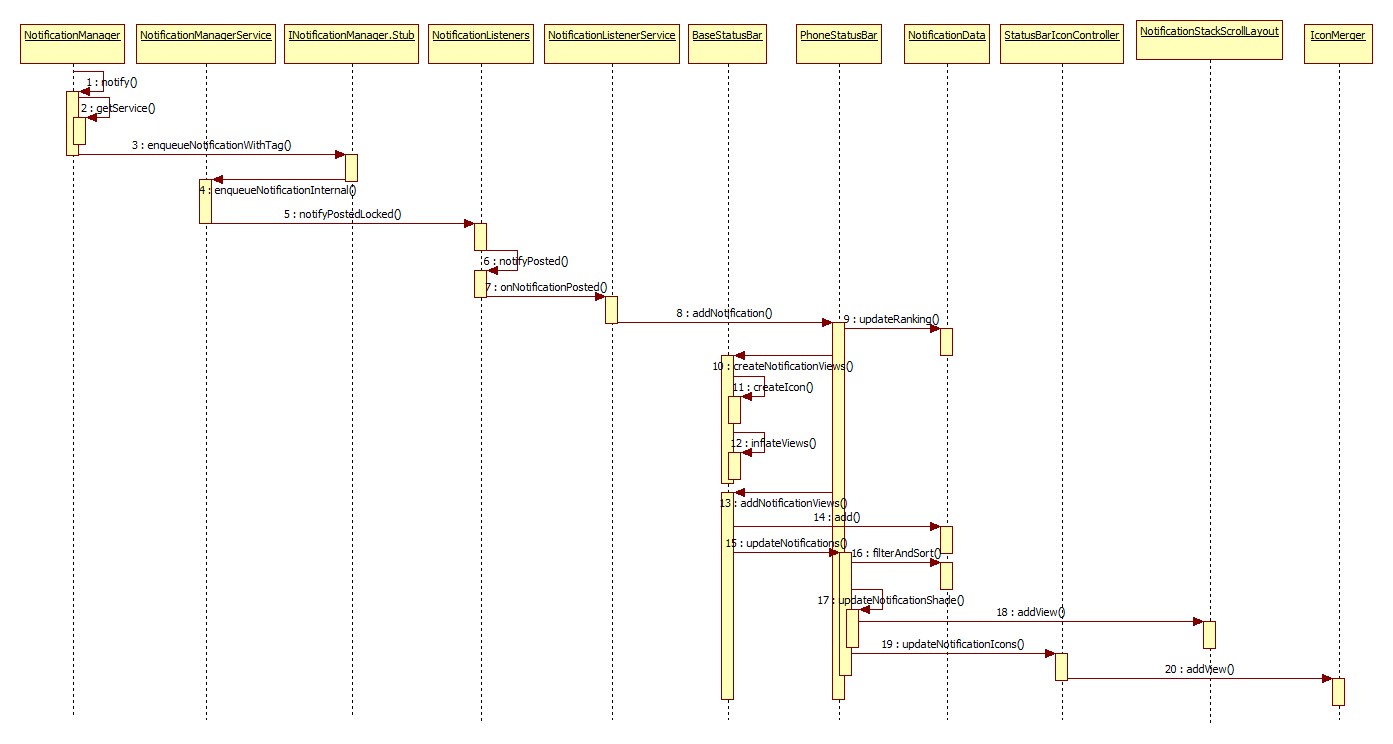 NotificationManager
NotificationManagerService
INotificationManager.Stub
NotificationListeners
NotificationListenerService
BaseStatusBar
PhoneStatusBar
NotificationData
StatusBarIconController
NotificationStackScrollLayout
IconMerger
1 : notify()
2 : getService()
3 : enqueueNotificationWithTag()
4 : enqueueNotificationInternal()
5 : notifyPostedLocked()
6 : notifyPosted()
7 : onNotificationPosted()
8 : addNotification()
9 : updateRanking()
10 : createNotificationViews()
11 : createIcon()
12 : inflateViews()
13 : addNotificationViews()
14 : add()
15 : updateNotifications()
16 : filterAndSort()
17 : updateNotificationShade()
18 : addView()
19 : updateNotificationIcons()
20 : addView()